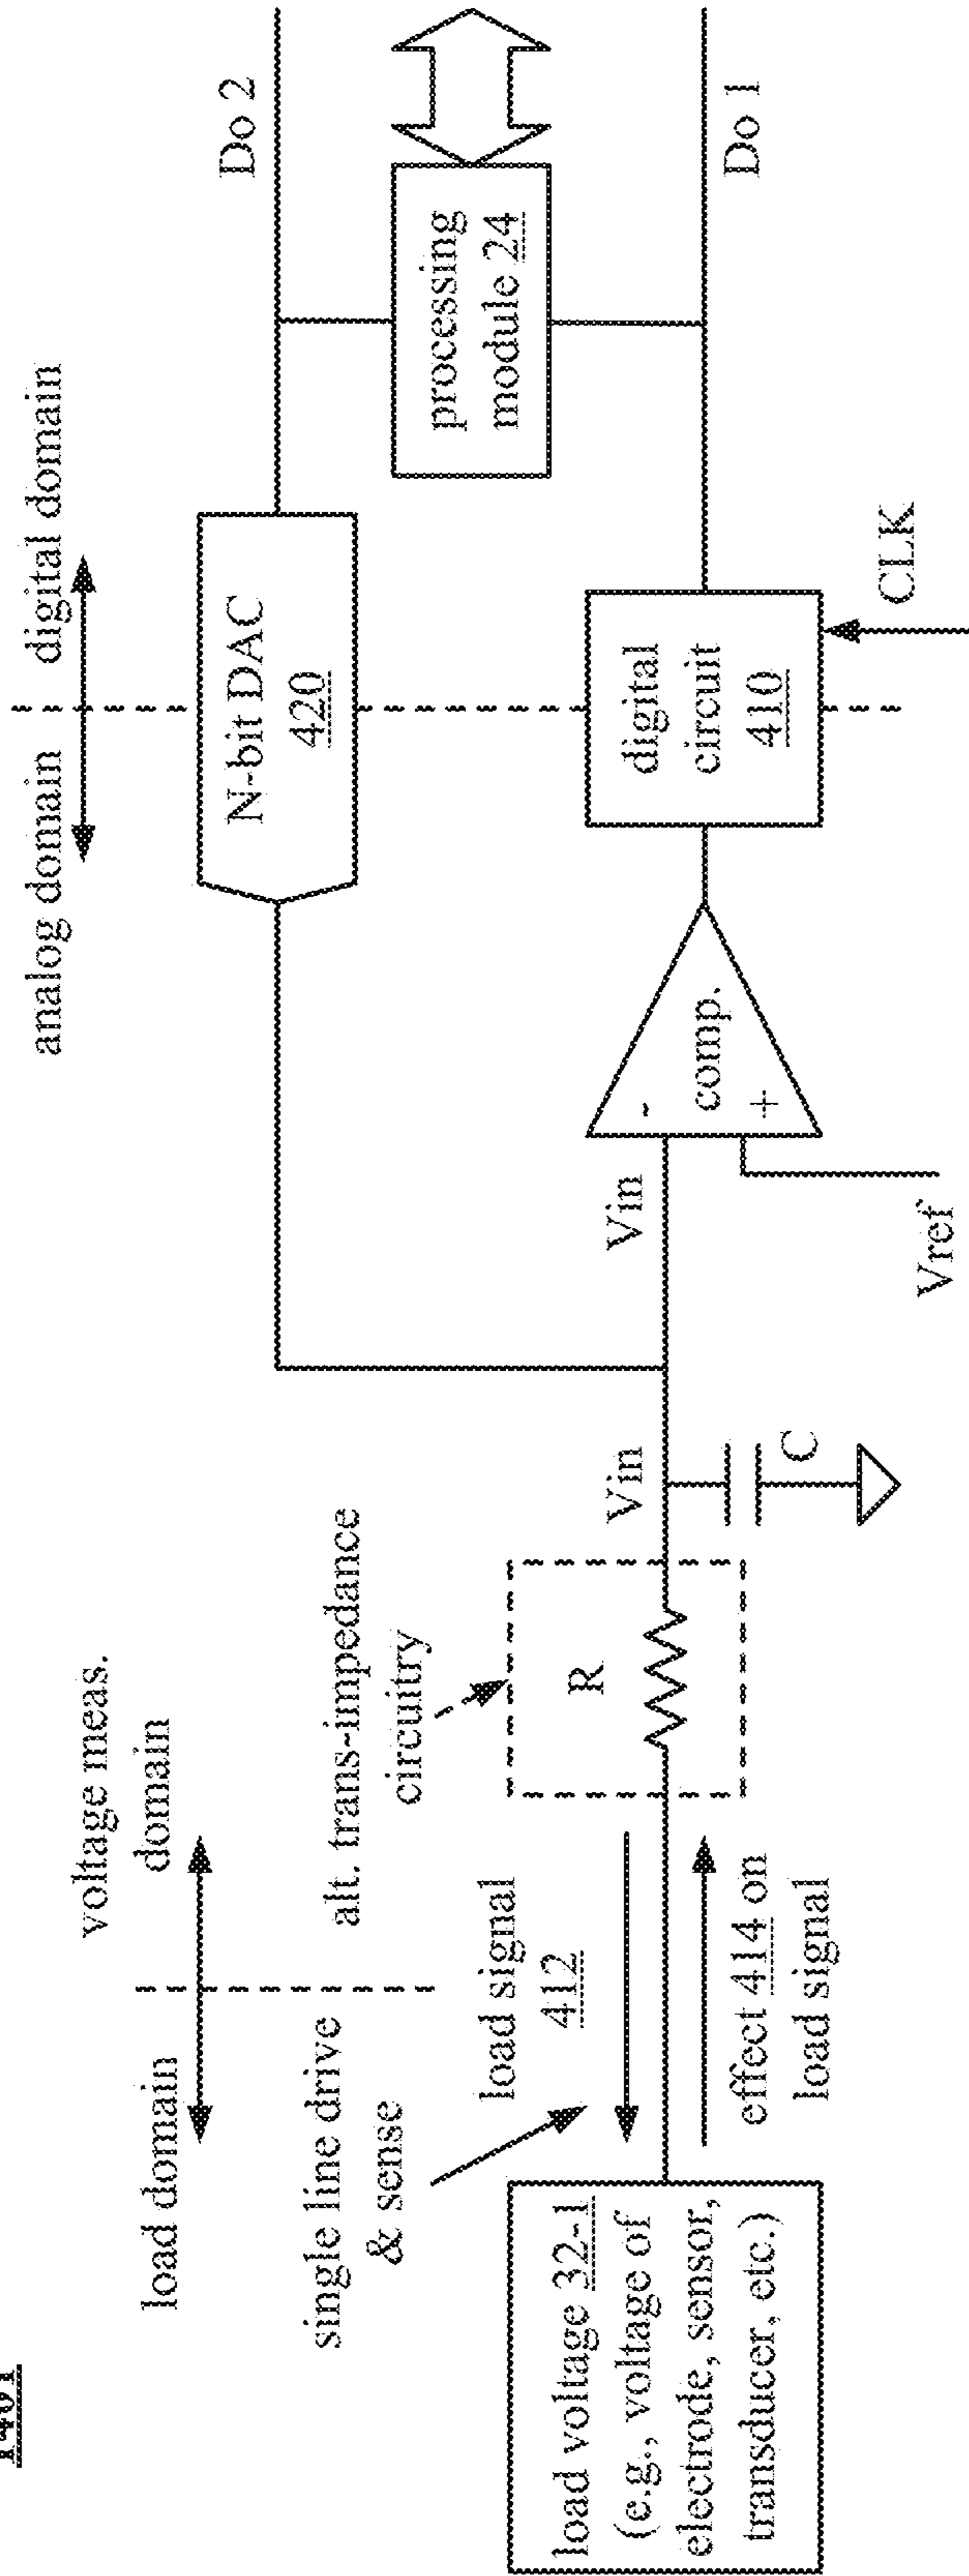 analog domain
digital domain
voltage meas.
domain
load domain
N-bit DAC
420
Do 2
single line drive
& sense
alt. trans-impedance
circuitry
processing
module 24
load signal
412
R
Vin
Vin
-
comp.
+
digital
circuit
410
Do 1
load voltage 32-1
(e.g., voltage of
electrode, sensor,
transducer, etc.)
effect 414 on
load signal
C
Vref
CLK